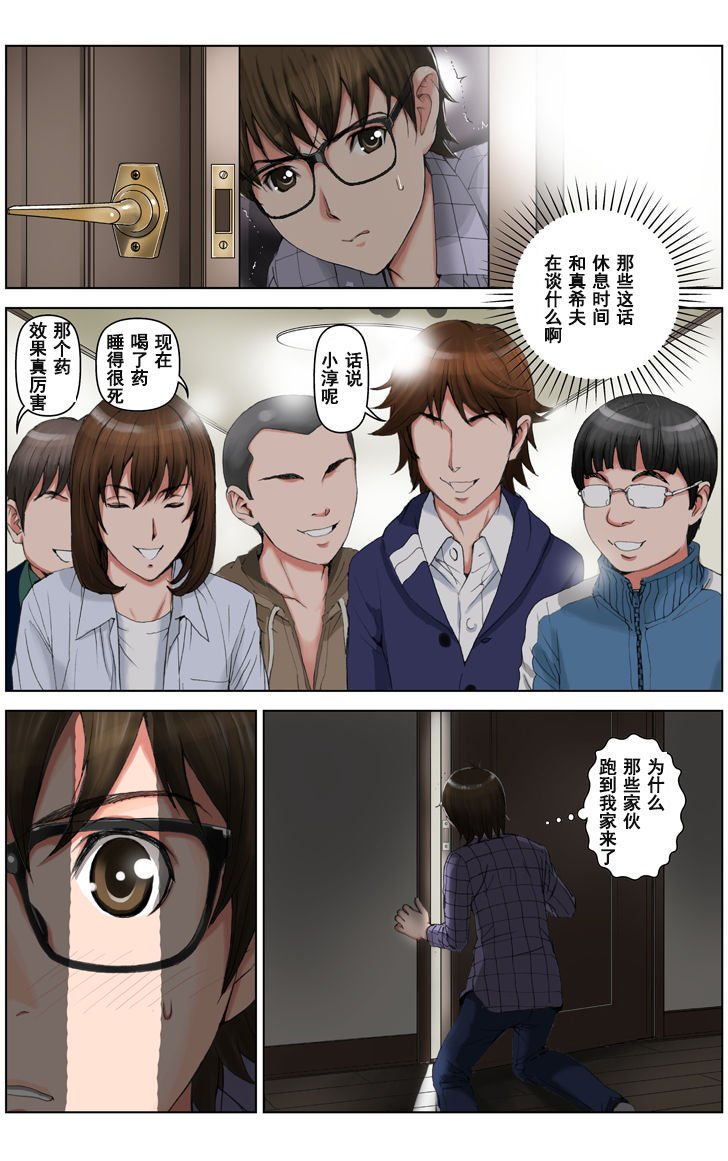 那些这话
休息时间
和真希夫
在谈什么啊
话说
小淳呢
现在
喝了药
睡得很死
那个药
效果真厉害
为什么
那些家伙
跑到我家来了